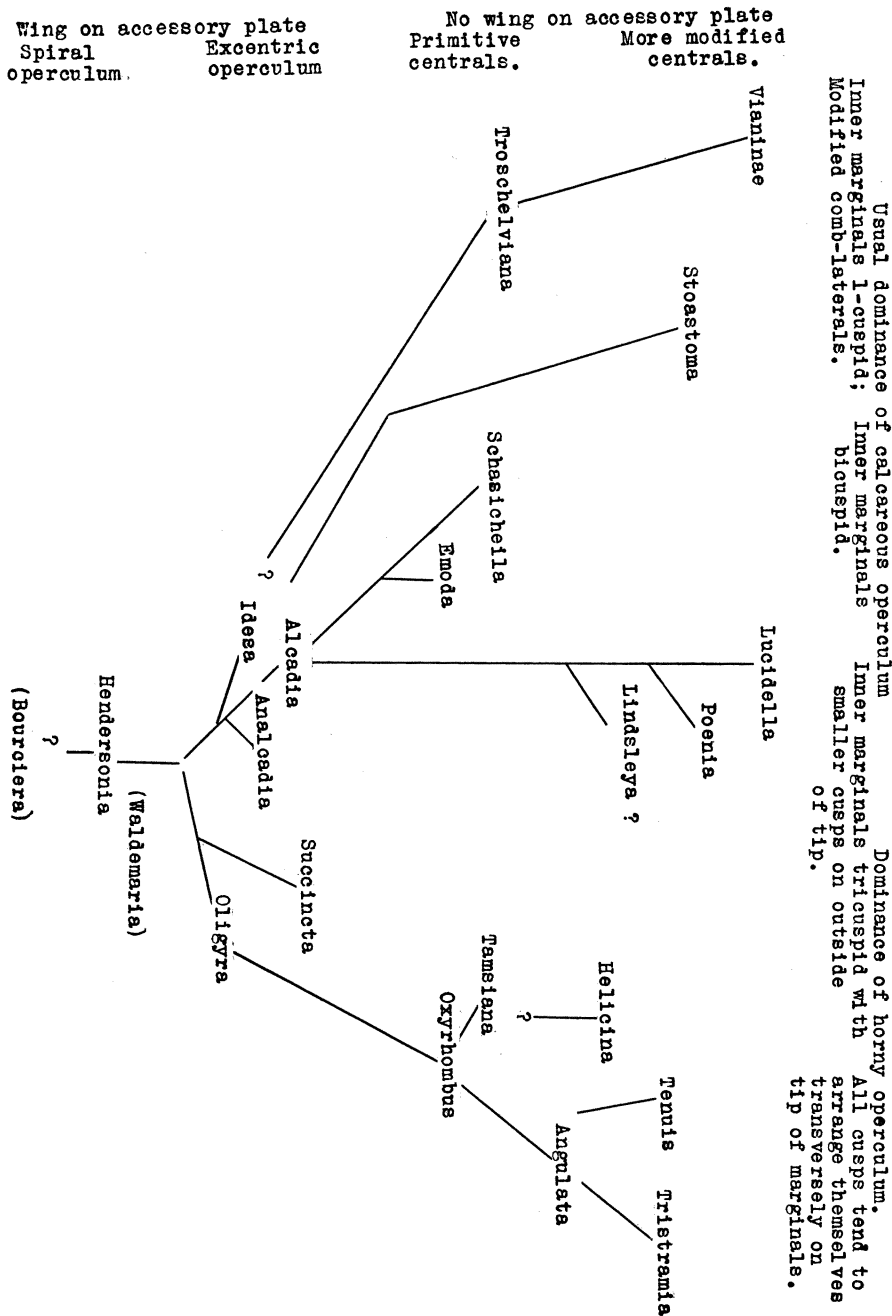 Usual dominance of calcareous operculum
Inner marginals 1-cuspid;
Modified comb-laterals.
Inner marginals
bicuspid.
Dominance of horny operculum.
Inner marginals tricuspid with
smaller cusps on outside
of tip.
All cusps tend to
arrange themselves
transversely on
tip of marginals.
No wing on accessory plate
More modified
centrals.
Primitive
centrals.
Wing on accessory plate
Excentric
operculum
Spiral
operculum.
Vianinae
Troschelviana
Stoastoma
Schasicheila
Emoda
Lucidella
Poenia
Lindsleya ?
?
Idesa
Alcadia
Analcadia
Hendersonia
(Waldemaria)
?
(Bourciera)
Succincta
Oligyra
Helicina
?
Tamsiana
Oxyrhombus
Tenuis
Angulata
Tristramia